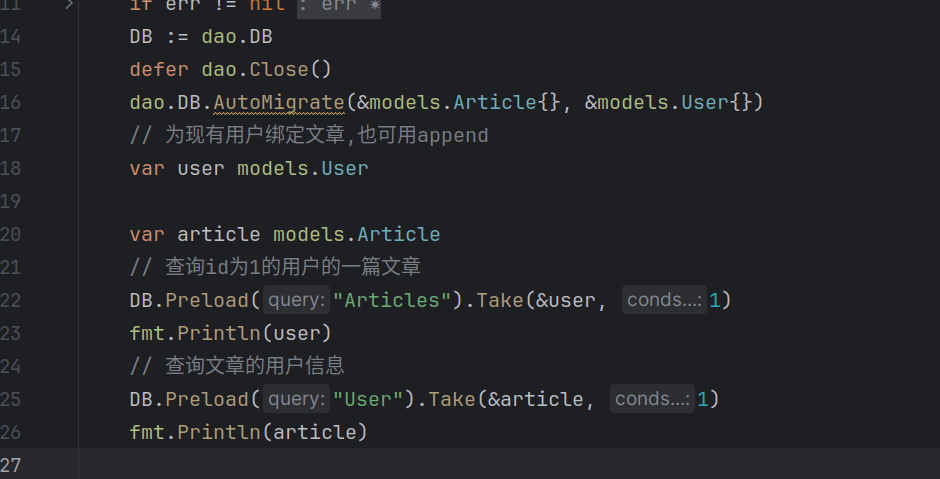 11 if err != nil : err *
14 DB := dao.DB
15 defer dao.Close()
16 dao.DB.AutoMigrate(&models.Article{}, &models.User{})
17 // 为现有用户绑定文章,也可用append
18 var user models.User
19
20 var article models.Article
21 // 查询id为1的用户的一篇文章
22 DB.Preload( query: "Articles").Take(&user, conds...: 1)
23 fmt.Println(user)
24 // 查询文章的用户信息
25 DB.Preload( query: "User").Take(&article, conds...: 1)
26 fmt.Println(article)
27